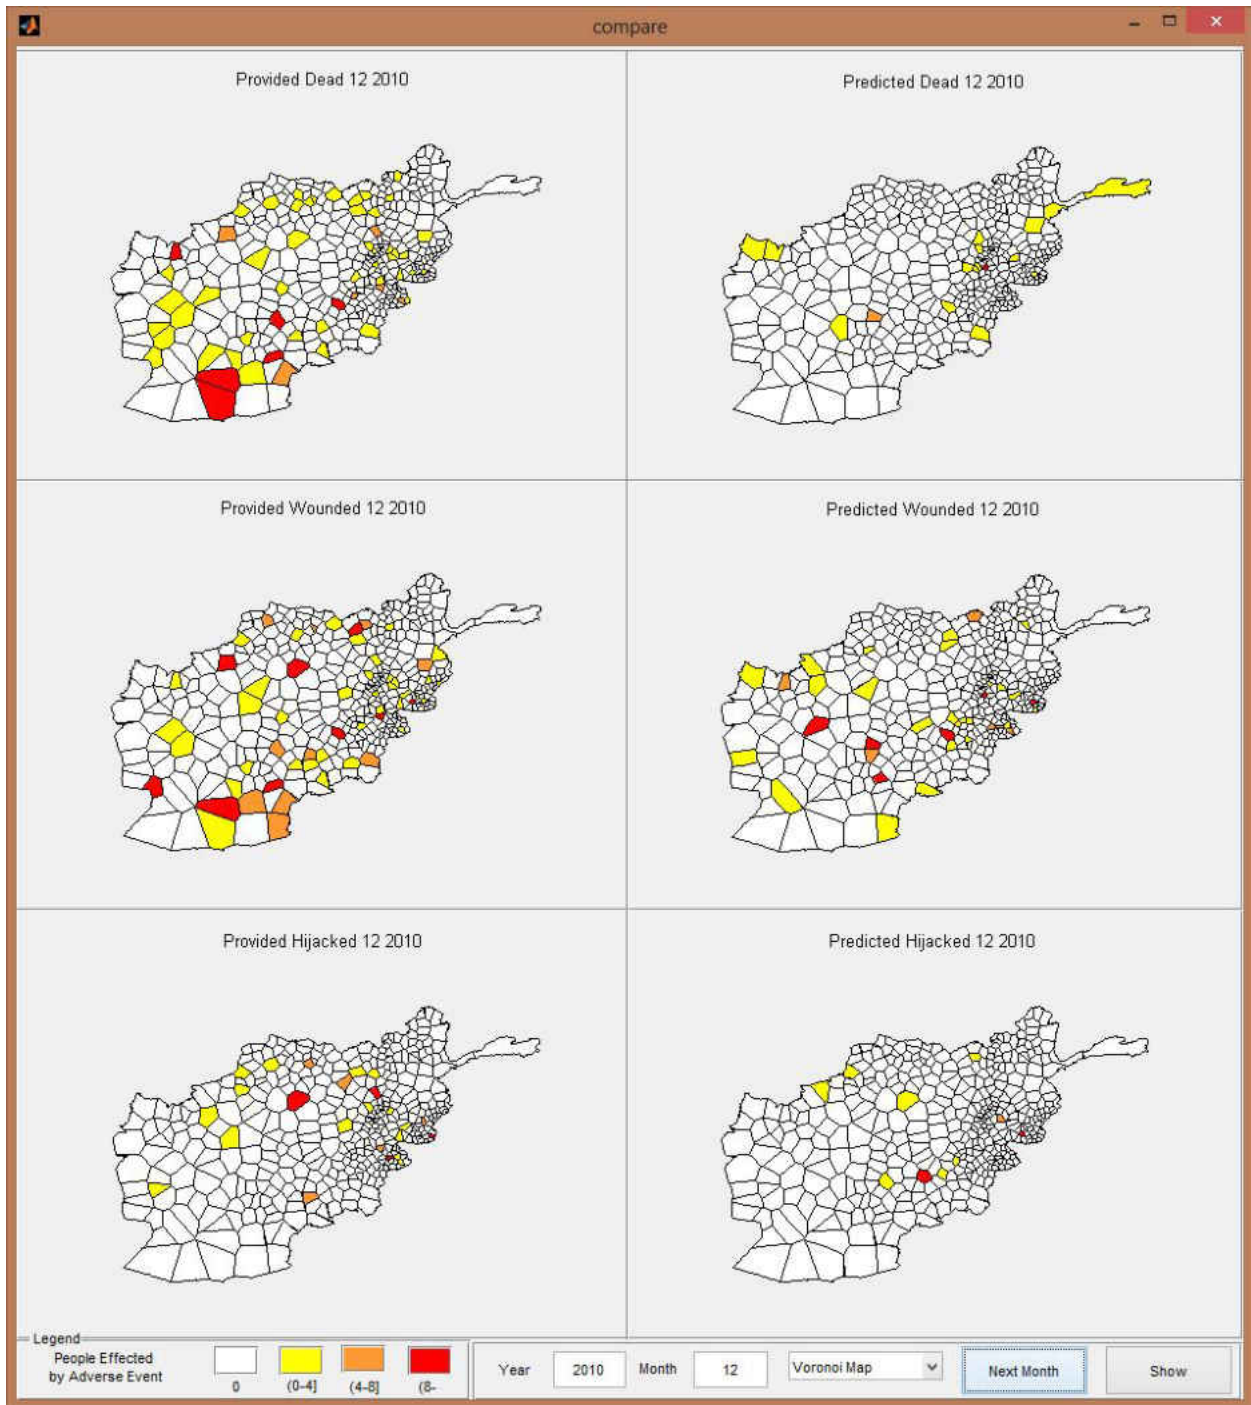 compare
Provided Dead 12 2010
Predicted Dead 12 2010
Provided Wounded 12 2010
Predicted Wounded 12 2010
Provided Hijacked 12 2010
Predicted Hijacked 12 2010
Legend
People Effected
by Adverse Event
0
(0-4]
(4-8]
(8-
Year
2010
Month
12
Voronoi Map
Next Month
Show